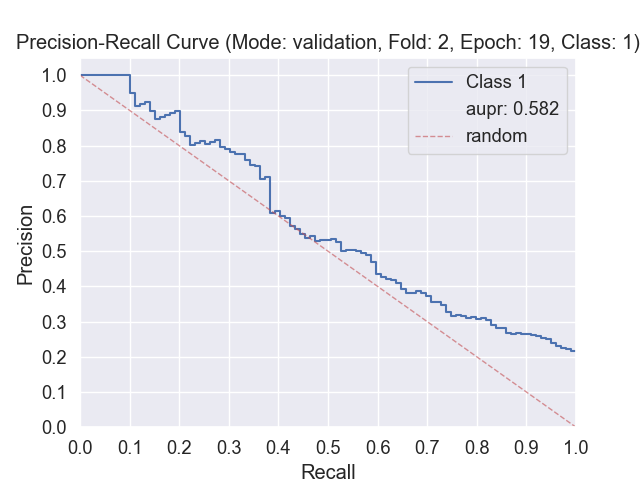 Precision-Recall Curve (Mode: validation, Fold: 2, Epoch: 19, Class: 1)
1.0
0.9
0.8
0.7
0.6
0.5
0.4
0.3
0.2
0.1
0.0
Precision
Class 1
aupr: 0.582
random
0.0 0.1 0.2 0.3 0.4 0.5 0.6 0.7 0.8 0.9 1.0
Recall